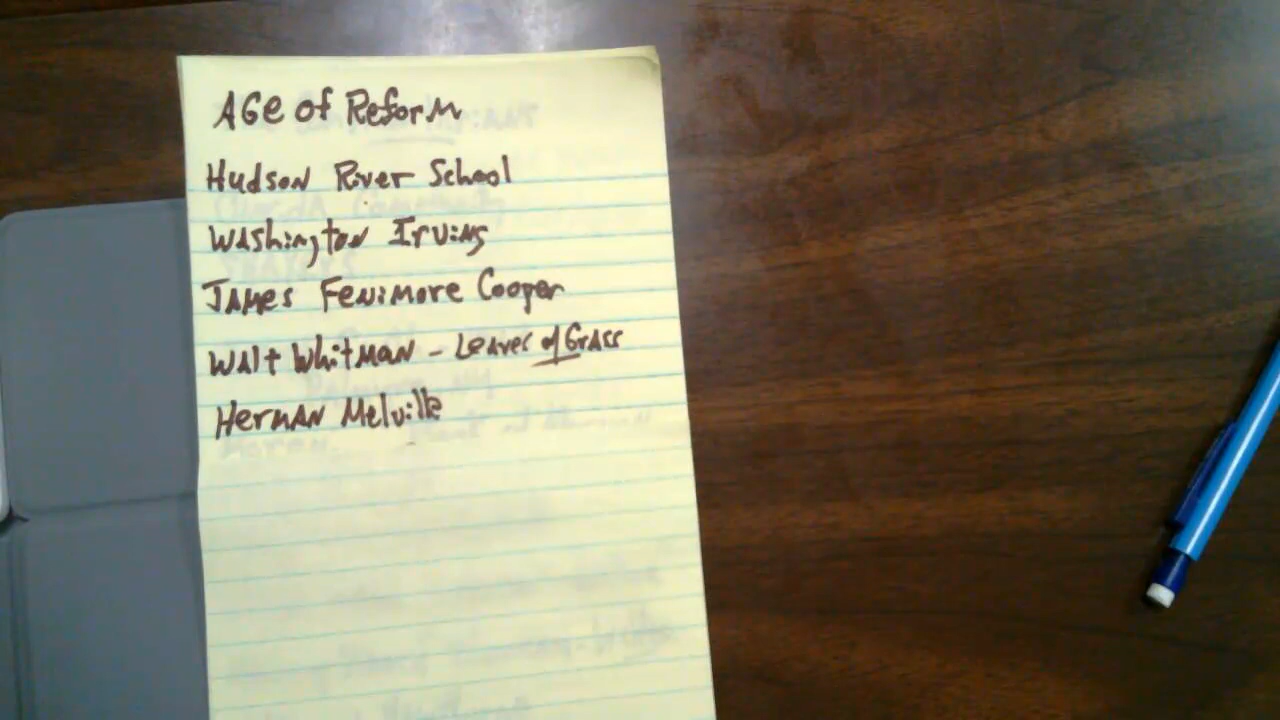 Age of Reform
Hudson River School
Washington Irving
James Fenimore Cooper
Walt Whitman - Leaves of Grass
Herman Melville